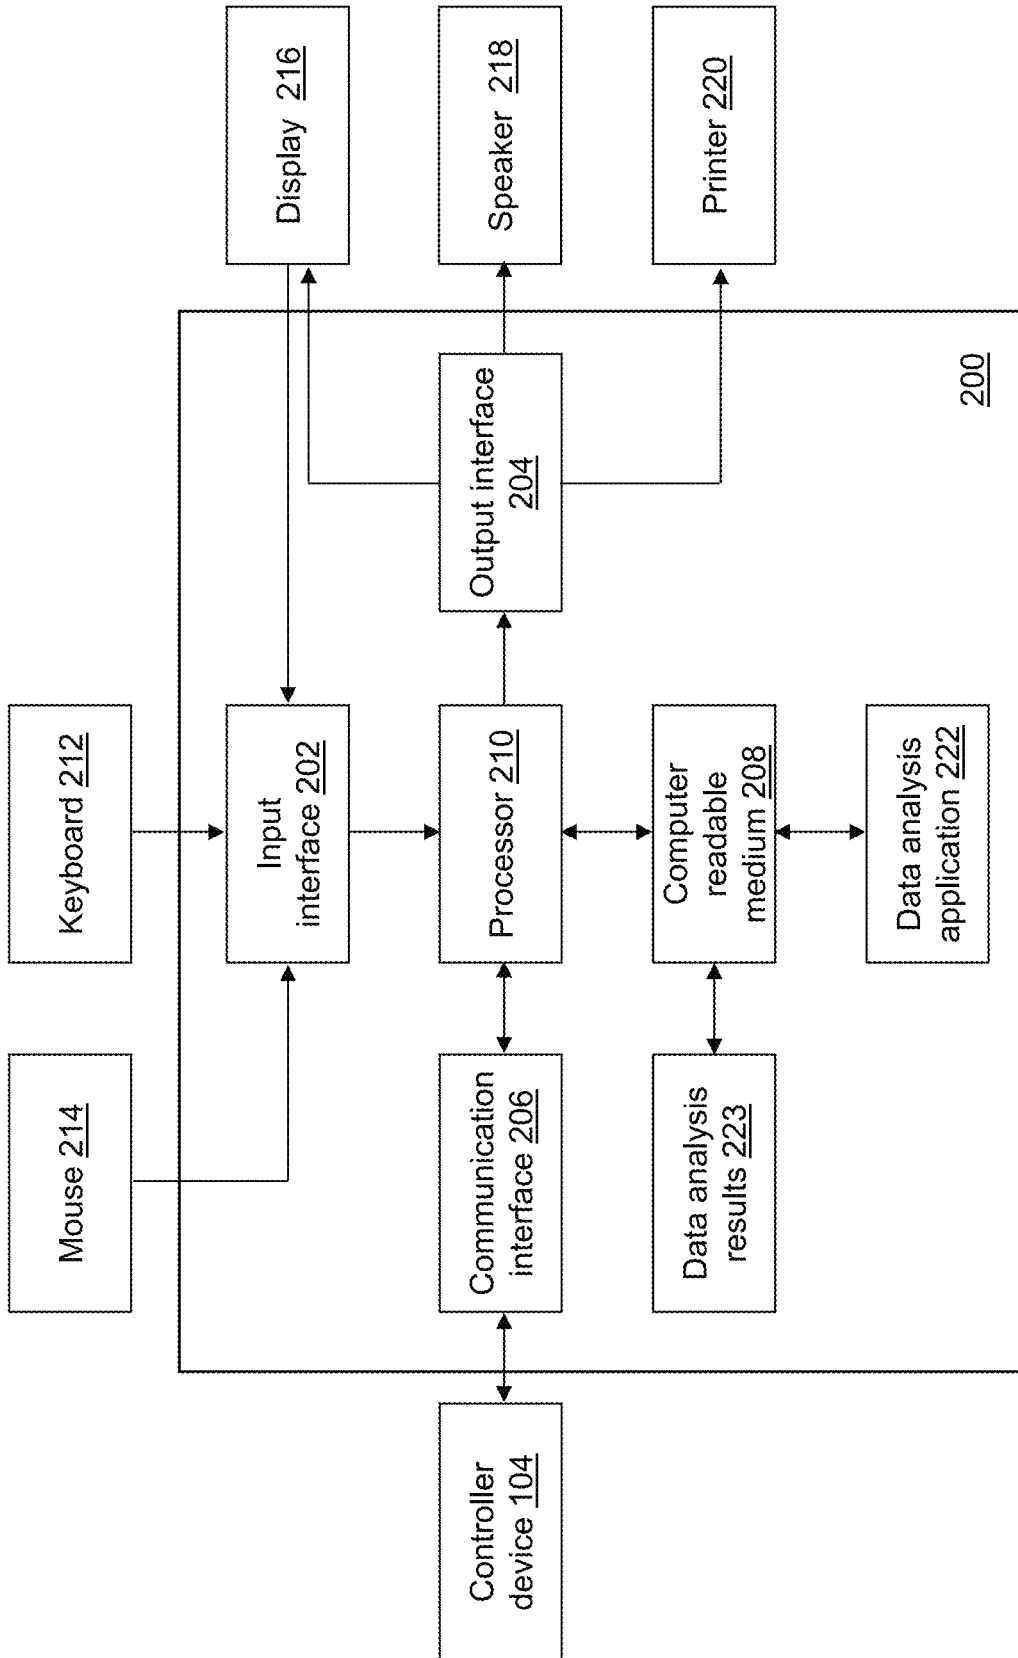 Mouse 214
Keyboard 212
Controller
device 104
Communication
interface 206
Input
interface 202
Processor 210
Output interface
204
Display 216
Speaker 218
Printer 220
Data analysis
results 223
Computer
readable
medium 208
Data analysis
application 222
200